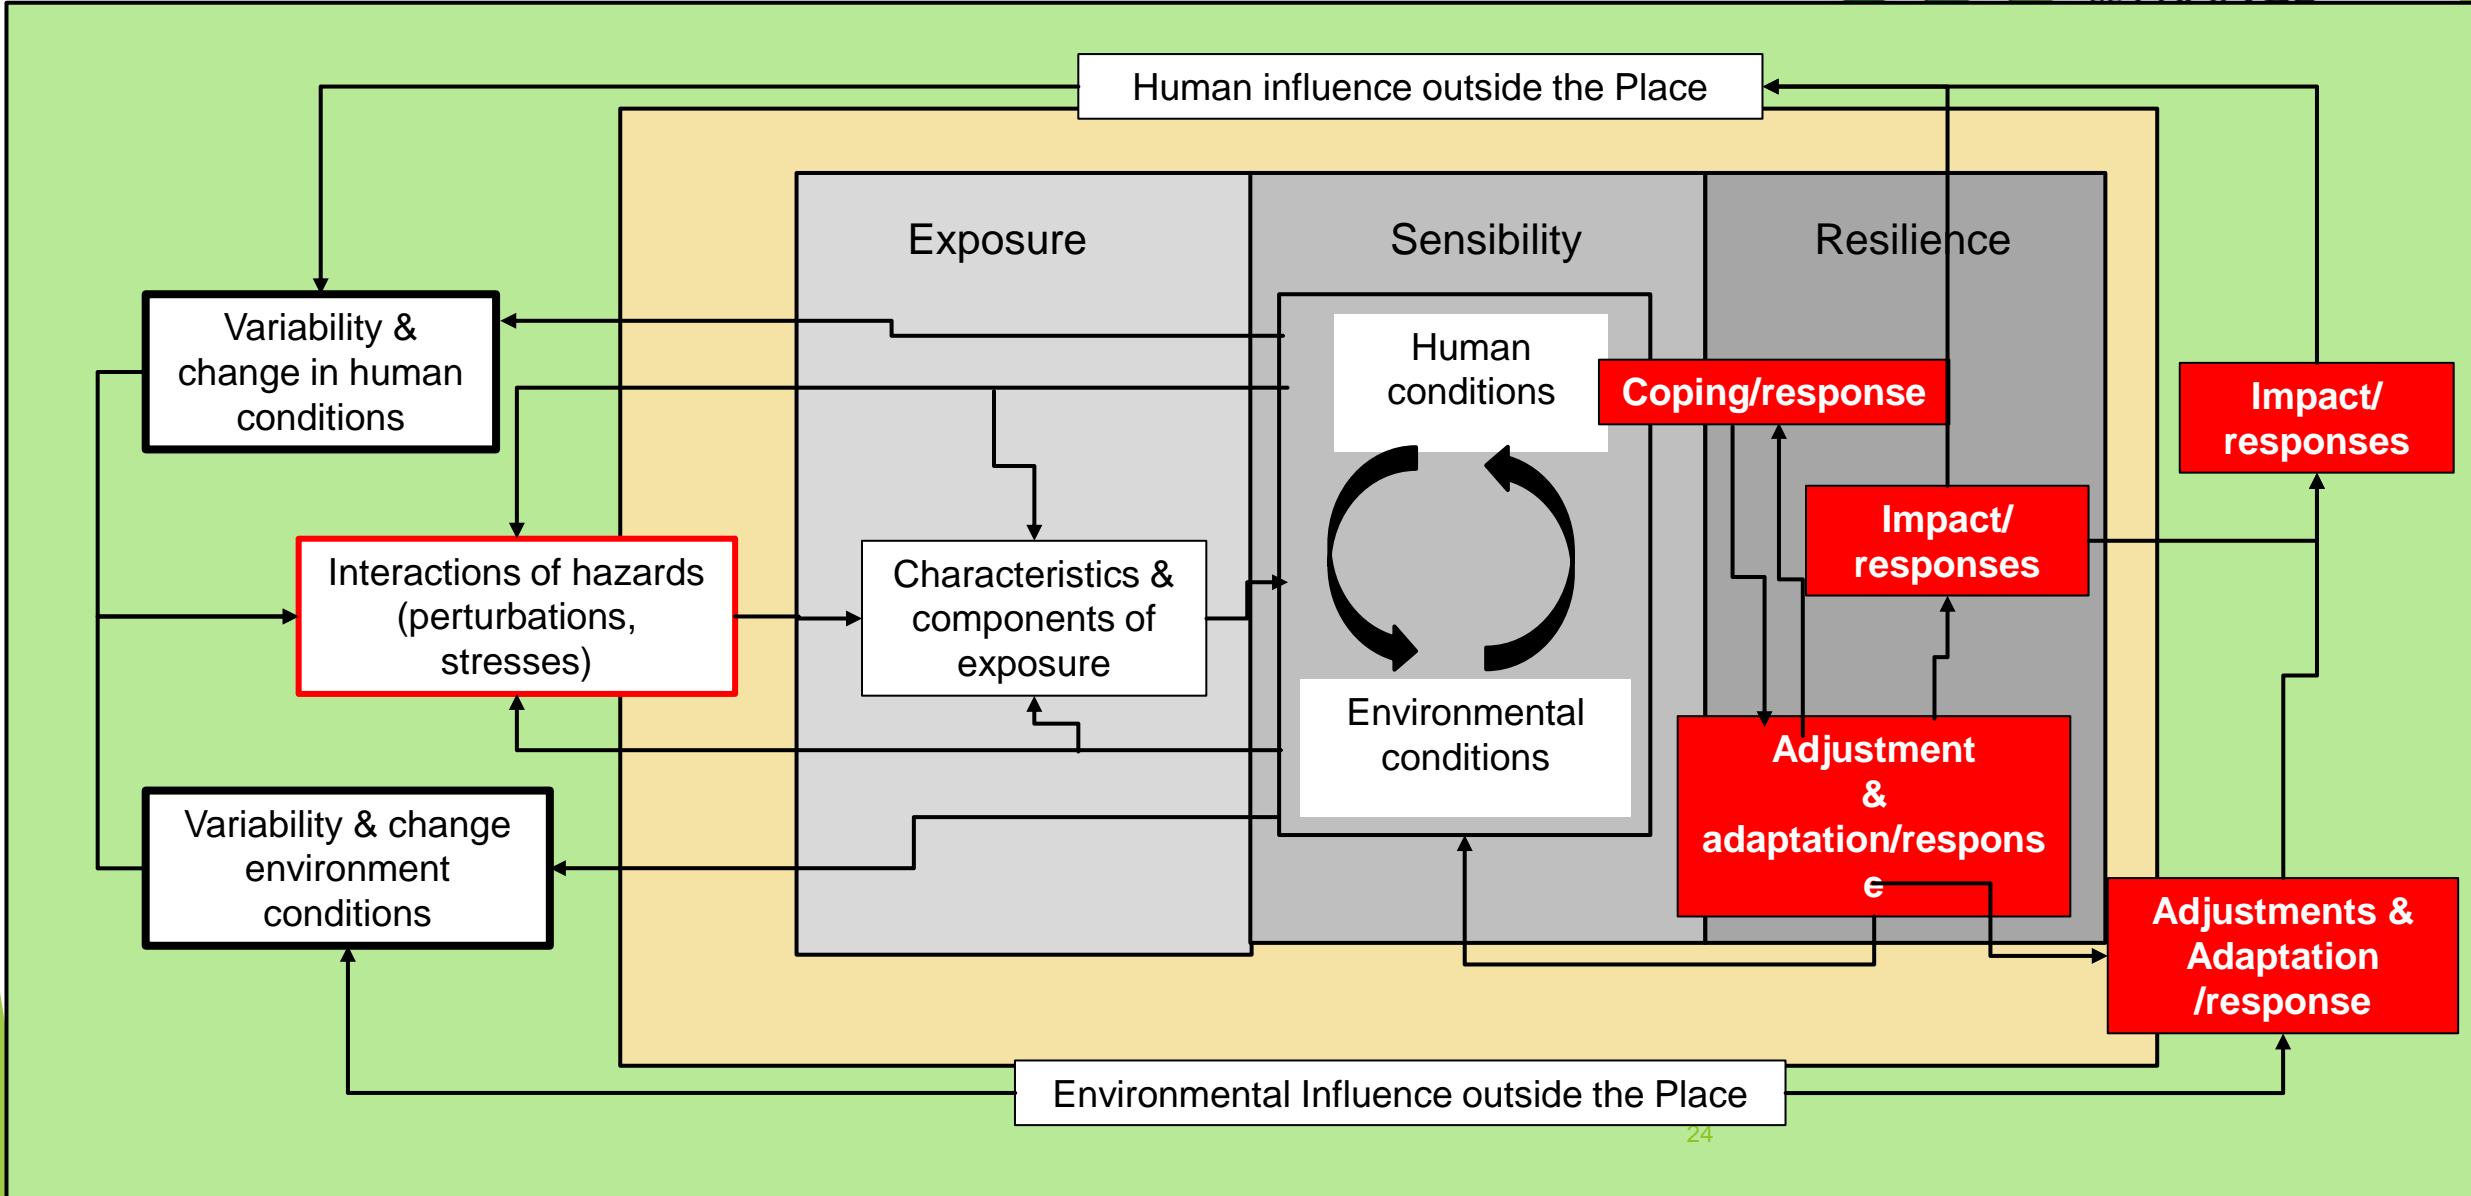 Human influence outside the Place
Exposure
Sensibility
Resilience
Variability &
change in human
conditions
Human
conditions
Coping/response
Impact/
responses
Impact/
responses
Interactions of hazards
(perturbations,
stresses)
Characteristics &
components of
exposure
Environmental
conditions
Adjustment
&
adaptation/respons
e
Variability & change
environment
conditions
Adjustments &
Adaptation
/response
Environmental Influence outside the Place
24